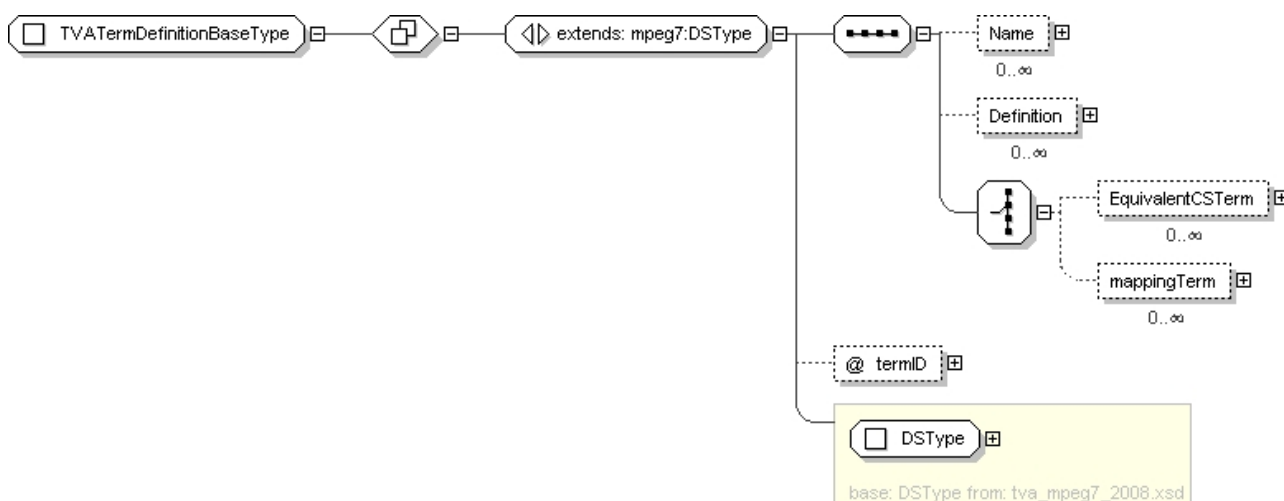 TVATermDefinitionBaseType
extends: mpeg7:DSType
Name
0..∞
Definition
0..∞
EquivalentCSTerm
0..∞
mappingTerm
0..∞
@ termID
DSType
base: DSType from: tva_mpeg7_2008.xsd